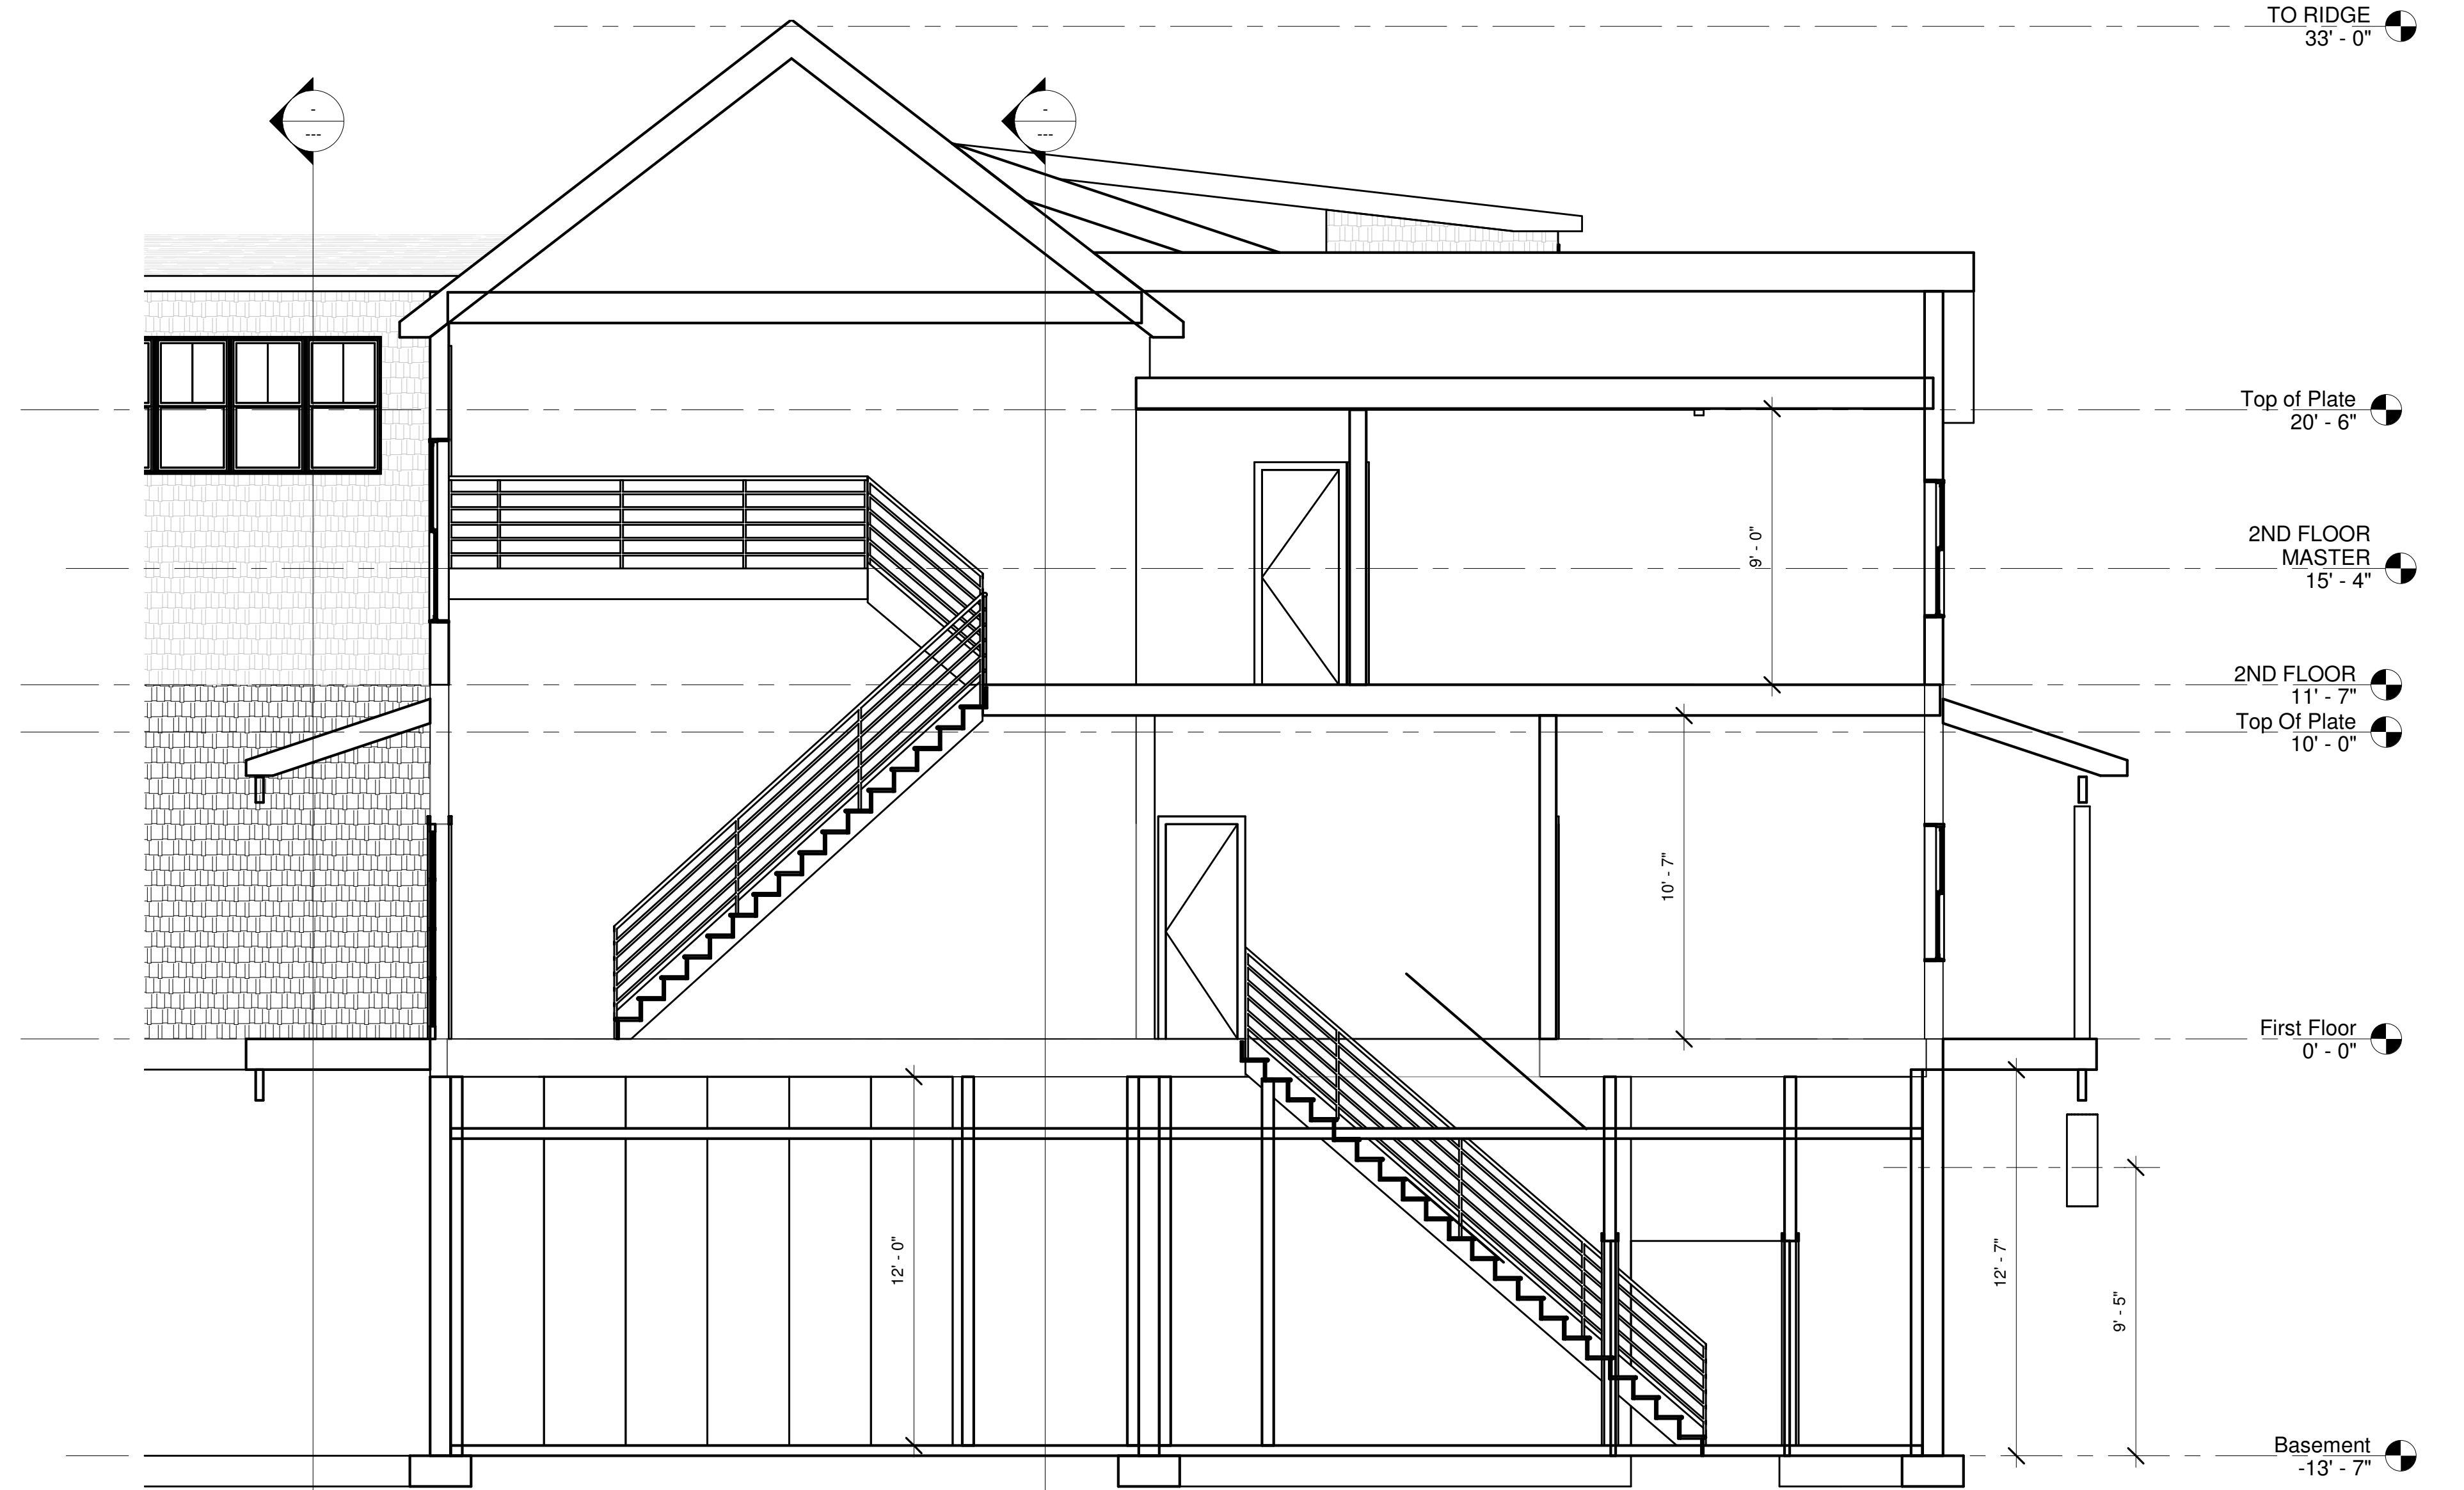 TO RIDGE
33' - 0"
-
---
-
---
Top of Plate
20' - 6"
2ND FLOOR
MASTER
15' - 4"
9' - 0"
2ND FLOOR
11' - 7"
Top Of Plate
10' - 0"
10' - 7"
First Floor
0' - 0"
12' - 0"
12' - 7"
9' - 5"
Basement
-13' - 7"